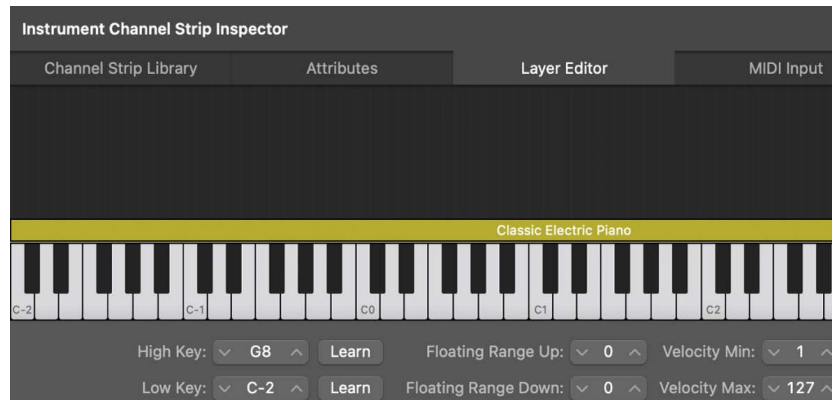 Instrument Channel Strip Inspector
Channel Strip Library Attributes Layer Editor MIDI Input
Classic Electric Piano
C-2 C-1 C0 C1 C2
High Key: G8 Learn Floating Range Up: 0 Velocity Min: 1
Low Key: C-2 Learn Floating Range Down: 0 Velocity Max: 127